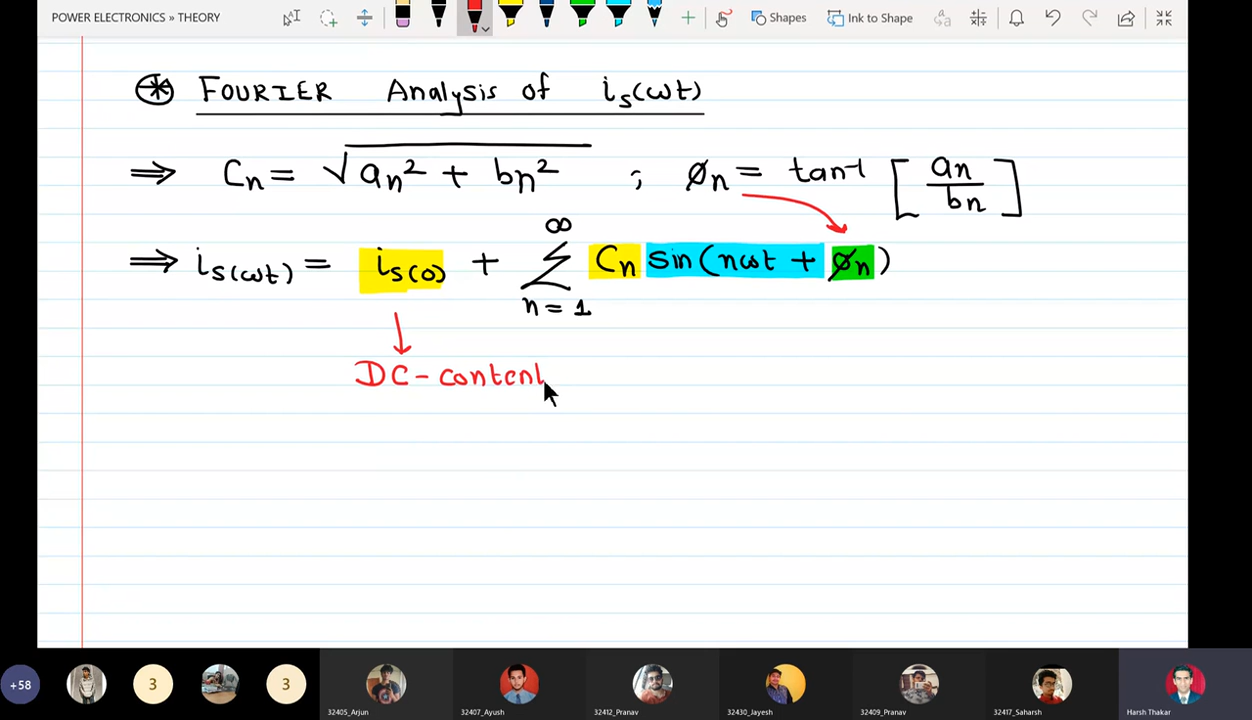 POWER ELECTRONICS » THEORY
Shapes
Ink to Shape
⊛ FOURIER Analysis of is(ωt)
⇒ Cn = √an² + bn² ; Øn = tan-1 [an/bn]
⇒ is(ωt) = is(0) + ∞ Σ n = 1 Cn sin(nωt + Øn)
DC - content
+58
3
3
32405_Arjun
32407_Ayush
32412_Pranav
32430_Jayesh
32409_Pranav
32417_Saharsh
Harsh Thakar